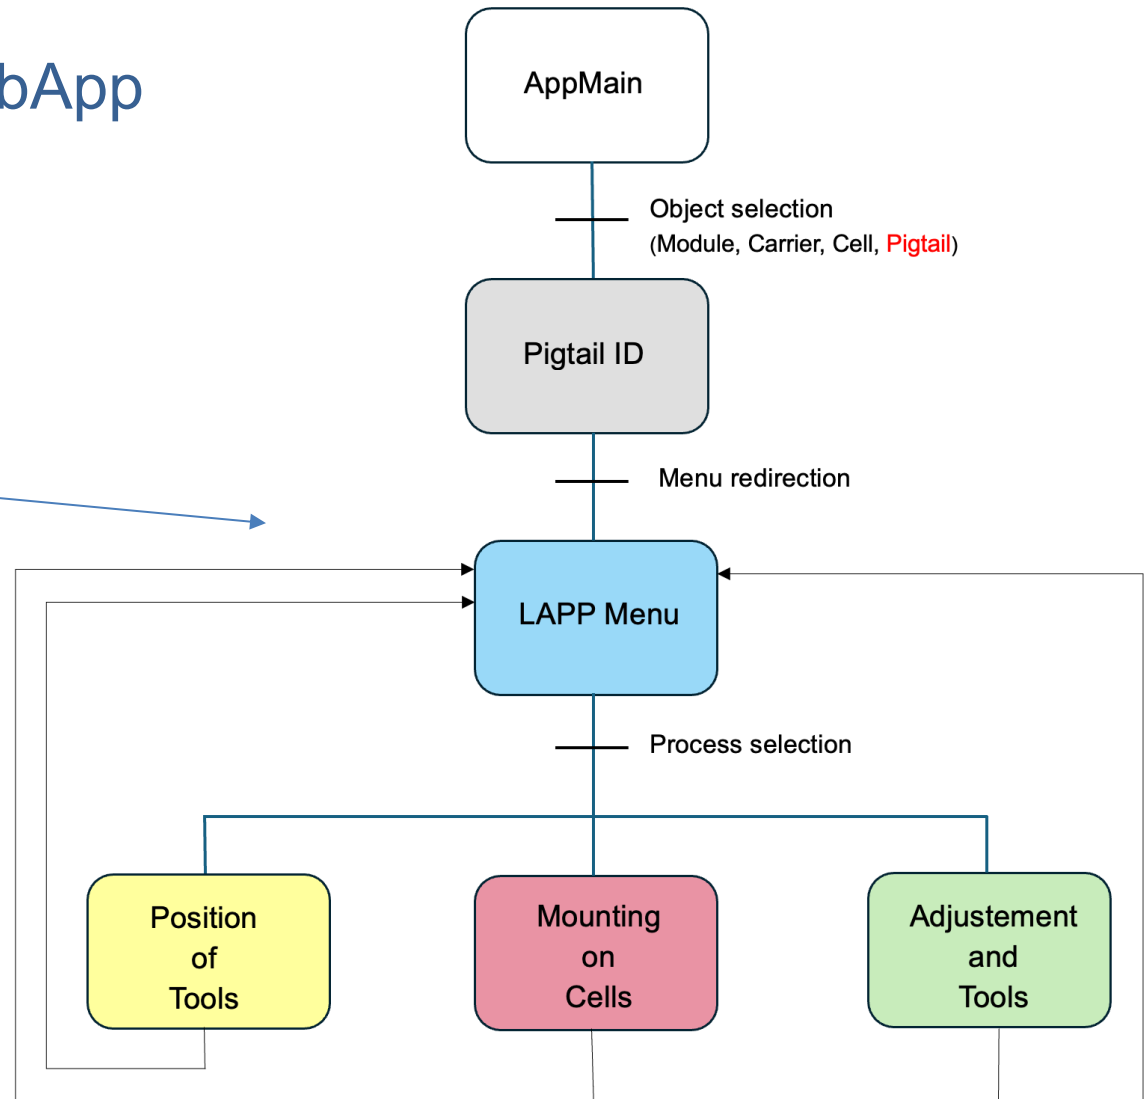 bApp
AppMain
Object selection
(Module, Carrier, Cell, Pigtail)
Pigtail ID
Menu redirection
LAPP Menu
Process selection
Position
of
Tools
Mounting
on
Cells
Adjustement
and
Tools